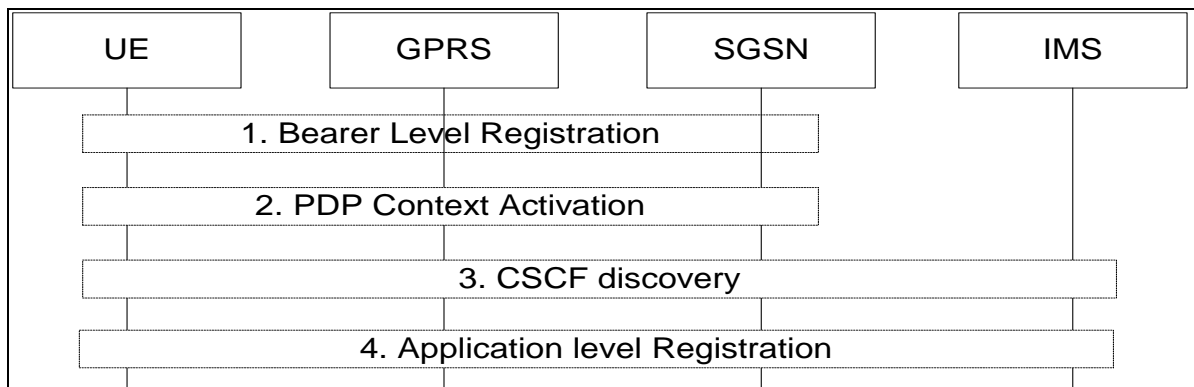 UE
GPRS
SGSN
IMS
1. Bearer Level Registration
2. PDP Context Activation
3. CSCF discovery
4. Application level Registration